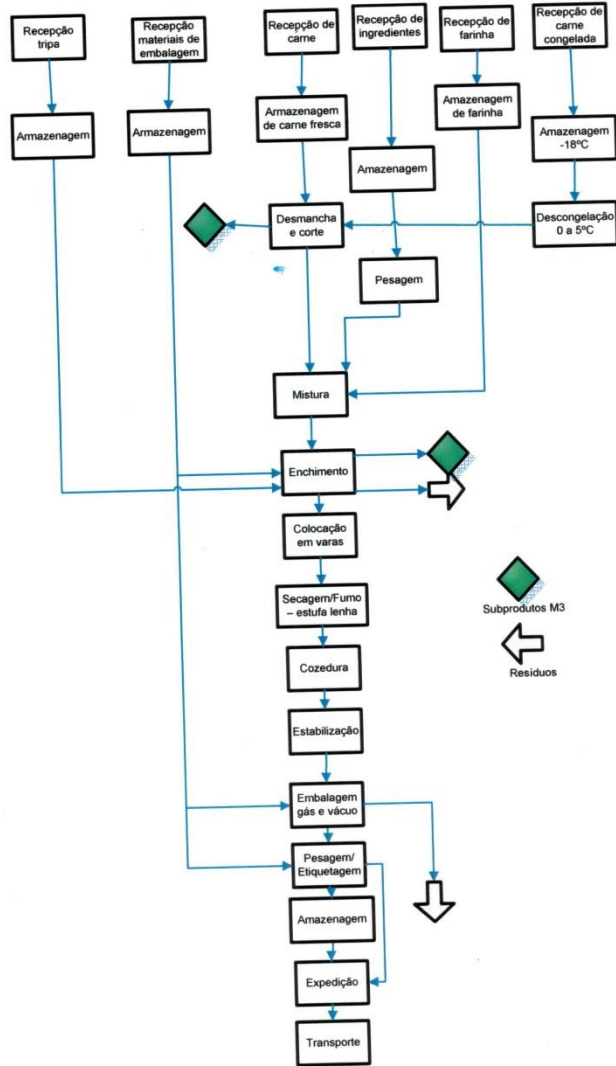 Recepção
tripa
Recepção
materiais de
embalagem
Recepção de
carne
Recepção
de
ingredientes
Recepção de
farinha
Recepção de
carne
congelada
Armazenagem
Armazenagem
Armazenagem
de carne fresca
Amazenagem
Amazenagem
de farinha
Amazenagem
-18ºC
Desmancha
e corte
Descongelação
0 a 5ºC
Pesagem
Mistura
Enchimento
Colocação
em varas
Secagem/Fumo
– estufa lenha
Subprodutos M3
Cozedura
Resíduos
Estabilização
Embalagem
gás e vácuo
Pesagem/
Etiquetagem
Amazenagem
Expedição
Transporte